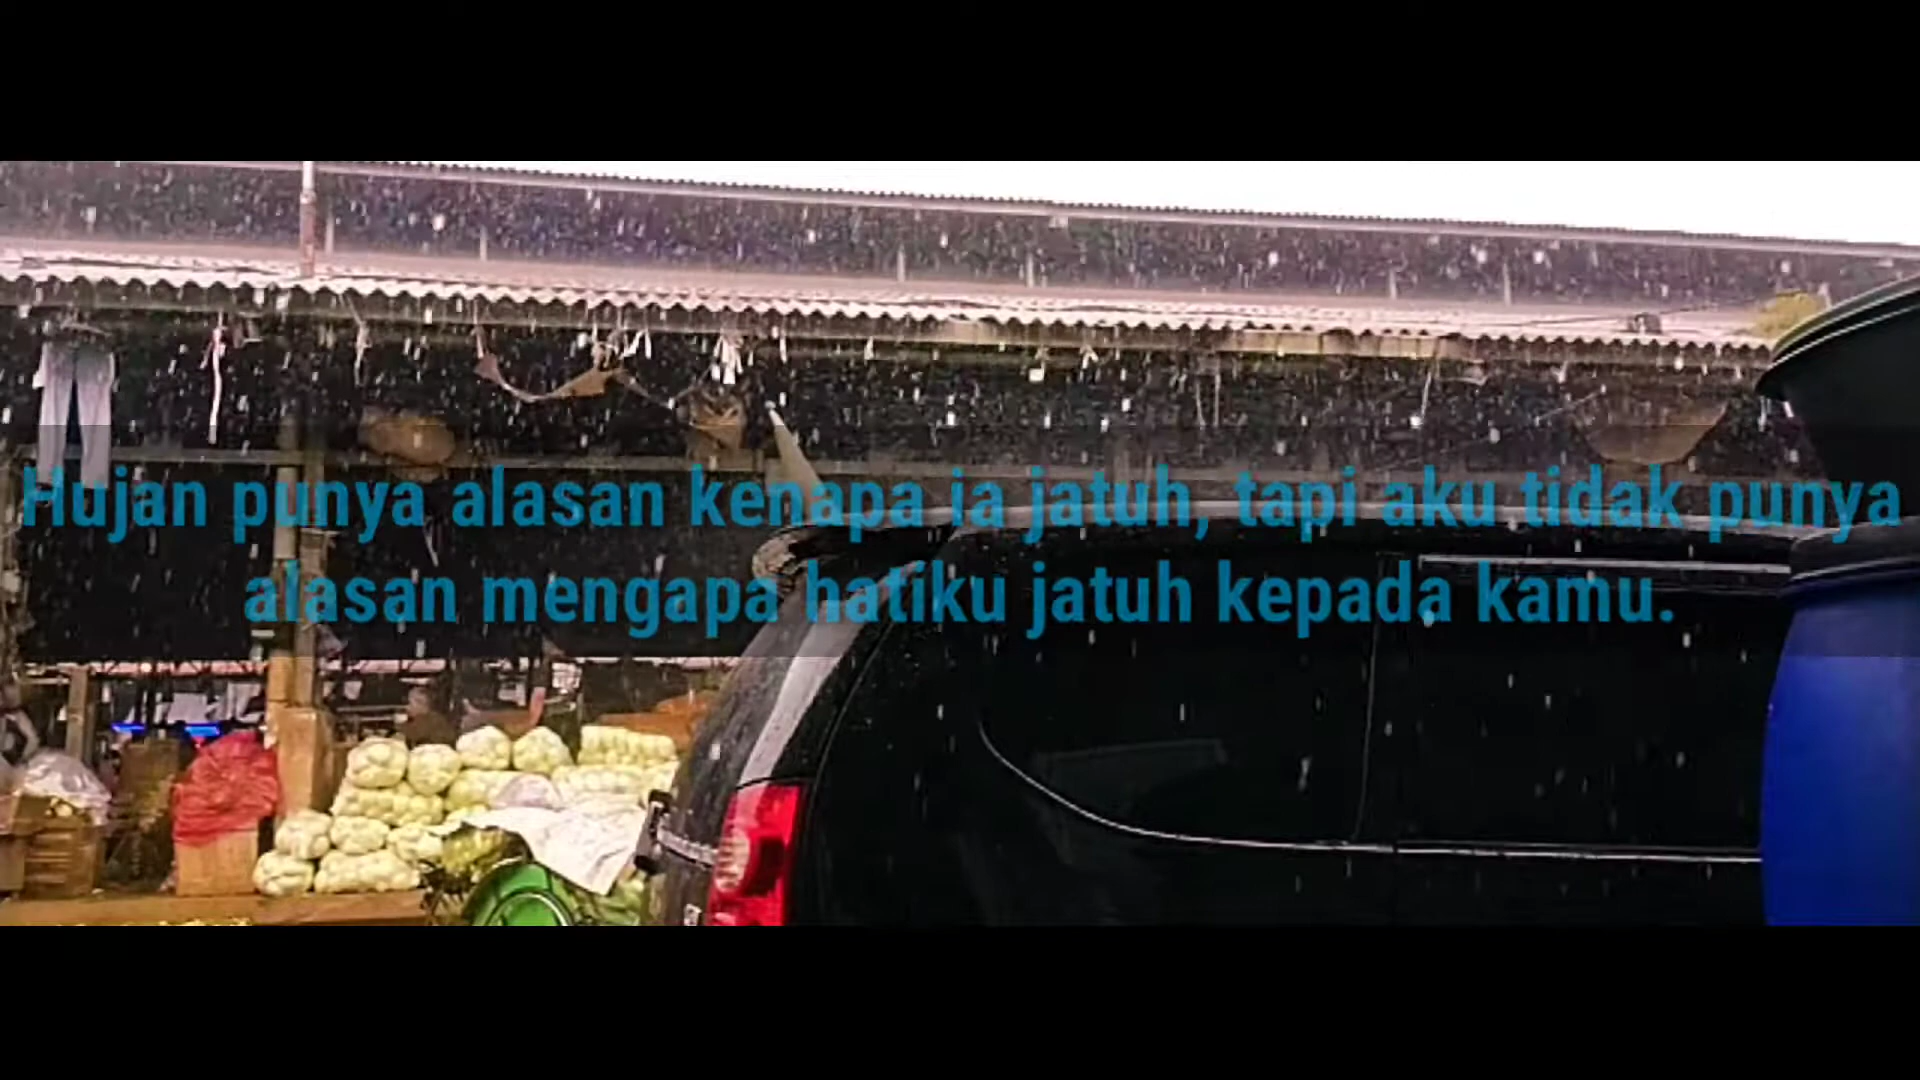 Hujan punya alasan kenapa ia jatuh, tapi aku tidak punya
alasan mengapa hatiku jatuh kepada kamu.